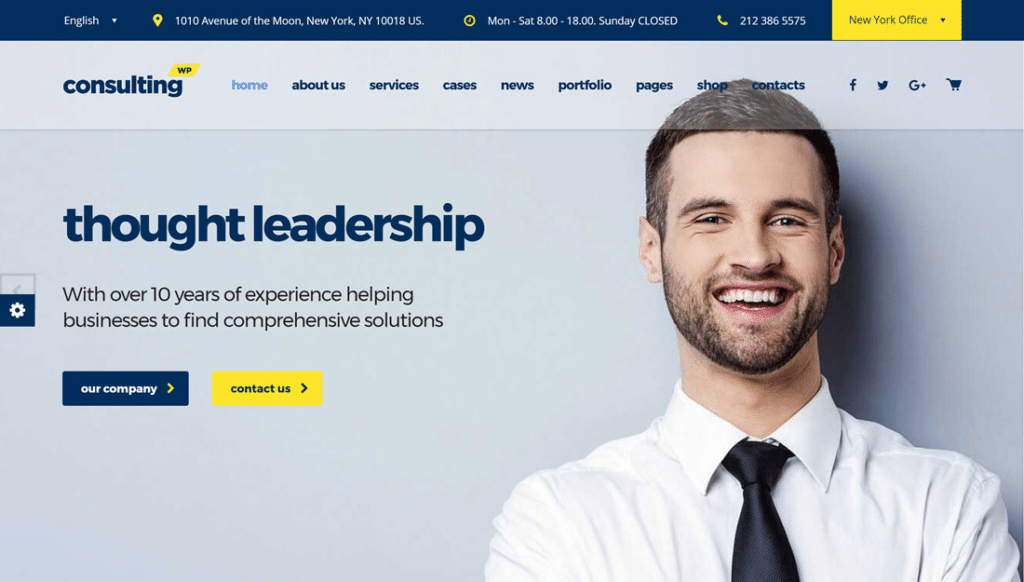 English
1010 Avenue of the Moon, New York, NY 10018 US.
Mon - Sat 8.00 - 18.00. Sunday CLOSED
212 386 5575
New York Office
consulting WP
home about us services cases news portfolio pages shop contacts
thought leadership
With over 10 years of experience helping
businesses to find comprehensive solutions
our company
contact us